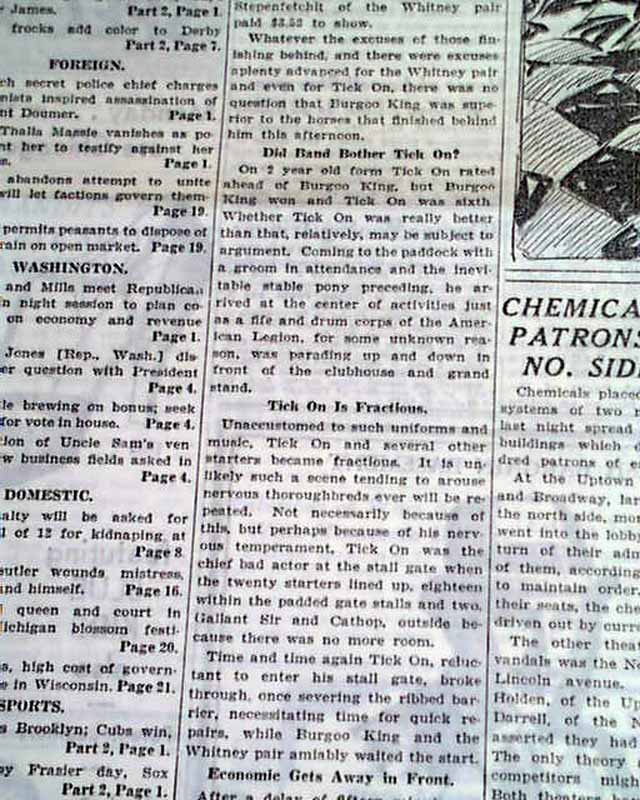 r James. Part 2, Page 1.
frocks add color to Derby
Part 2, Page 7.
FOREIGN.
ch secret police chief charges
nists inspired assassination of
nt Doumer. Page 1.
Thalia Massie vanishes as po-
nt her to testify against her
s. Page 1.
abandons attempt to unite
will let factions govern them-
Page 19.
permits peasants to dispose of
rain on open market. Page 19.
WASHINGTON.
and Mills meet Republica
n night session to plan co-
on economy and revenue
Page 1.
Jones [Rep., Wash.] dis-
er question with President
Page 4.
le brewing on bonus; seek
for vote in house. Page 4.
ion of Uncle Sam's ven-
w business fields asked in
Page 4.
DOMESTIC.
alty will be asked for
l of 12 for kidnaping at
Page 8
utler wounds mistress,
and himself. Page 16.
queen and court in
ichigan blossom festi-
Page 20.
s, high cost of govern-
e in Wisconsin. Page 21.
SPORTS.
s Brooklyn; Cubs win,
Part 2, Page 1.
by Frasier day, Sox
Part 2, Page 1.
Stepenfetchit of the Whitney pair
paid $3.52 to show.
Whatever the excuses of those fin-
ishing behind, and there were excuses
aplenty advanced for the Whitney pair
and even for Tick On, there was no
question that Burgoo King was supe-
rior to the horses that finished behind
him this afternoon.
Did Band Bother Tick On?
On 2 year old form Tick On rated
ahead of Burgoo King, but Burgoo
King won and Tick On was sixth
Whether Tick On was really better
than that, relatively, may be subject to
argument. Coming to the paddock with
a groom in attendance and the inevi-
table stable pony preceding, he ar-
rived at the center of activities just
as a fife and drum corps of the Amer-
ican Legion, for some unknown rea-
son, was parading up and down in
front of the clubhouse and grand
stand.
Tick On Is Fractious.
Unaccustomed to such uniforms and
music, Tick On and several other
starters became fractious. It is un-
likely such a scene tending to arouse
nervous thoroughbreds ever will be re-
peated. Not necessarily because of
this, but perhaps because of his nerv-
ous temperament, Tick On was the
chief bad actor at the stall gate when
the twenty starters lined up, eighteen
within the padded gate stalls and two,
Gallant Sir and Cathop, outside be-
cause there was no more room.
Time and time again Tick On, reluc-
tant to enter his stall gate, broke
through, once severing the ribbed bar-
rier, necessitating time for quick re-
pairs, while Burgoo King and the
Whitney pair amiably waited the start.
Economic Gets Away in Front.
After a delay of fifteen
CHEMICA
PATRONS
NO. SID
Chemicals placed
systems of two
last night spread
buildings which
dred patrons of
At the Uptown
and Broadway, lar
the north side, mo
went into the lobby
turn of their adm
of them, according
to maintain order
their seats, the che
driven out by curre
The other theat
vandals was the No
Lincoln avenue.
Holden, of the Up
Darrell, of the N
asserted they had
The only theory
competitors might
Both theaters